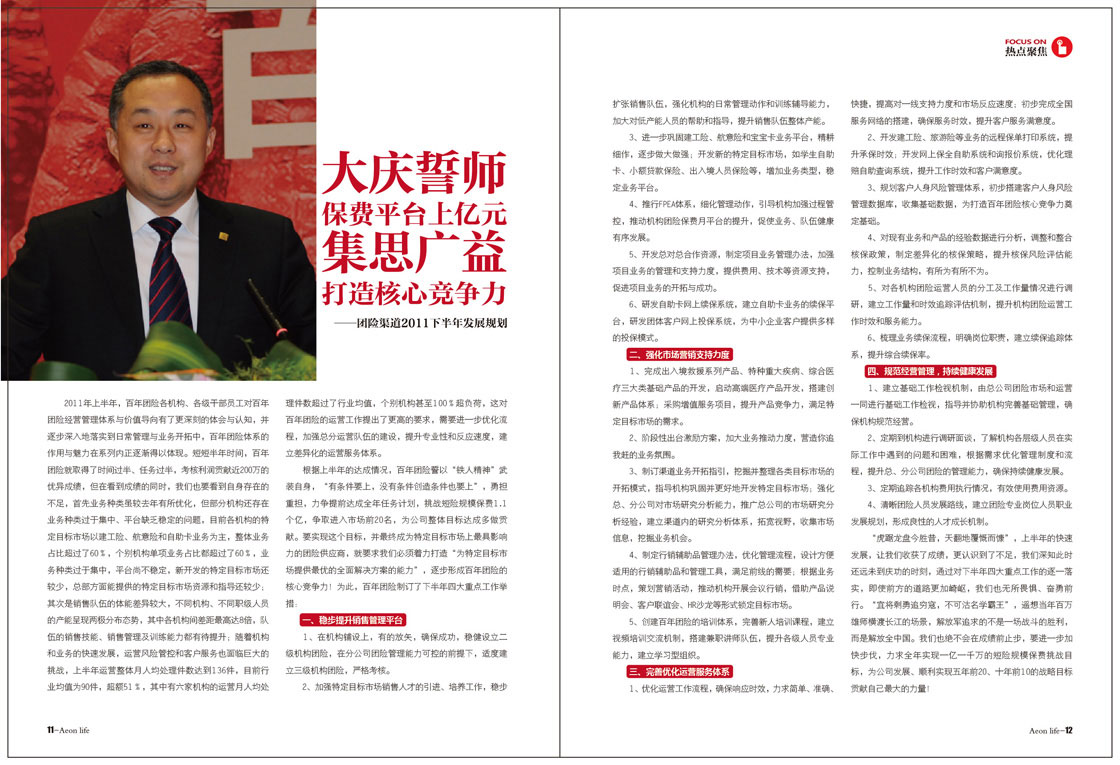 FOCUS ON
热点聚焦
大庆誓师
保费平台上亿元
集思广益
打造核心竞争力
——团险渠道2011下半年发展规划
2011年上半年，百年团险各机构、各级干部员工对百年
团险经营管理体系与价值导向有了更深刻的体会与认知，并
逐步深入地落实到日常管理与业务开拓中，百年团险体系的
作用与魅力在系列内正逐渐得以体现。短短半年时间，百年
团险就取得了时间过半、任务过半，考核利润贡献近200万的
优异成绩，但在看到成绩的同时，我们也要看到自身存在的
不足，首先业务种类虽较去年有所优化，但部分机构还存在
业务种类过于集中、平台缺乏稳定的问题，目前各机构的特
定目标市场以建工险、航意险和自助卡业务为主，整体业务
占比超过了60％，个别机构单项业务占比都超过了60％，业
务种类过于集中，平台尚不稳定，新开发的特定目标市场还
较少，总部方面能提供的特定目标市场资源和指导还较少；
其次是销售队伍的体能差异较大，不同机构、不同职级人员
的产能呈现两极分布态势，其中各机构间差距最高达8倍，队
伍的销售技能、销售管理及训练能力都有待提升；随着机构
和业务的快速发展，运营风险管控和客户服务也面临巨大的
挑战，上半年运营整体月人均处理件数达到136件，目前行
业均值为90件，超额51％，其中有六家机构的运营月人均处
理件数超过了行业均值，个别机构甚至100％超负荷，这对
百年团险的运营工作提出了更高的要求，需要进一步优化流
程，加强总分运营队伍的建设，提升专业性和反应速度，建
立差异化的运营服务体系。
根据上半年的达成情况，百年团险誓以“铁人精神”武
装自身，“有条件要上，没有条件创造条件也要上”，勇担
重担，力争提前达成全年任务计划，挑战短险规模保费1.1
个亿，争取进入市场前20名，为公司整体目标达成多做贡
献。要实现这个目标，并最终成为特定目标市场上最具影响
力的团险供应商，就要求我们必须着力打造“为特定目标市
场提供最优的全面解决方案的能力”，逐步形成百年团险的
核心竞争力！为此，百年团险制订了下半年四大重点工作举
措：
一、稳步提升销售管理平台
1、在机构铺设上，有的放矢，确保成功，稳健设立二
级机构团险，在分公司团险管理能力可控的前提下，适度建
立三级机构团险，严格考核。
2、加强特定目标市场销售人才的引进、培养工作，稳步
11-Aeon life
扩张销售队伍，强化机构的日常管理动作和训练辅导能力，
加大对低产能人员的帮助和指导，提升销售队伍整体产能。
3、进一步巩固建工险、航意险和宝宝卡业务平台，精耕
细作，逐步做大做强；开发新的特定目标市场，如学生自助
卡、小额贷款保险、出入境人员保险等，增加业务类型，稳
定业务平台。
4、推行FPEA体系，细化管理动作，引导机构加强过程管
控，推动机构团险保费月平台的提升，促使业务、队伍健康
有序发展。
5、开发总对总合作资源，制定项目业务管理办法，加强
项目业务的管理和支持力度，提供费用、技术等资源支持，
促进项目业务的开拓与成功。
6、研发自助卡网上续保系统，建立自助卡业务的续保平
台，研发团体客户网上投保系统，为中小企业客户提供多样
的投保模式。
二、强化市场营销支持力度
1、完成出入境救援系列产品、特种重大疾病、综合医
疗三大类基础产品的开发，启动高端医疗产品开发，搭建创
新产品体系；采购增值服务项目，提升产品竞争力，满足特
定目标市场的需求。
2、阶段性出台激励方案，加大业务推动力度，营造你追
我赶的业务氛围。
3、制订渠道业务开拓指引，挖掘并整理各类目标市场的
开拓模式，指导机构巩固并更好地开发特定目标市场；强化
总、分公司对市场研究分析能力，推广总公司的市场研究分
析经验，建立渠道内的研究分析体系，拓宽视野，收集市场
信息，挖掘业务机会。
4、制定行销辅助品管理办法，优化管理流程，设计方便
适用的行销辅助品和管理工具，满足前线的需要；根据业务
时点，策划营销活动，推动机构开展会议行销，借助产品说
明会、客户联谊会、HR沙龙等形式锁定目标市场。
5、创建百年团险的培训体系，完善新人培训课程，建立
视频培训交流机制，搭建兼职讲师队伍，提升各级人员专业
能力，建立学习型组织。
三、完善优化运营服务体系
1、优化运营工作流程，确保响应时效，力求简单、准确、
快捷，提高对一线支持力度和市场反应速度；初步完成全国
服务网络的搭建，确保服务时效，提升客户服务满意度。
2、开发建工险、旅游险等业务的远程保单打印系统，提
升承保时效；开发网上保全自助系统和询报价系统，优化理
赔自助查询系统，提升工作时效和客户满意度。
3、规划客户人身风险管理体系，初步搭建客户人身风险
管理数据库，收集基础数据，为打造百年团险核心竞争力奠
定基础。
4、对现有业务和产品的经验数据进行分析，调整和整合
核保政策，制定差异化的核保策略，提升核保风险评估能
力，控制业务结构，有所为有所不为。
5、对各机构团险运营人员的分工及工作量情况进行调
研，建立工作量和时效追踪评估机制，提升机构团险运营工
作时效和服务能力。
6、梳理业务续保流程，明确岗位职责，建立续保追踪体
系，提升综合续保率。
四、规范经营管理，持续健康发展
1、建立基础工作检视机制，由总公司团险市场和运营
一同进行基础工作检视，指导并协助机构完善基础管理，确
保机构规范经营。
2、定期到机构进行调研面谈，了解机构各层级人员在实
际工作中遇到的问题和困难，根据需求优化管理制度和流
程，提升总、分公司团险的管理能力，确保持续健康发展。
3、定期追踪各机构费用执行情况，有效使用费用资源。
4、清晰团险人员发展路线，建立团险专业岗位人员职业
发展规划，形成良性的人才成长机制。
“虎踞龙盘今胜昔，天翻地覆慨而慷”，上半年的快速
发展，让我们收获了成绩，更认识到了不足，我们深知此时
还远未到庆功的时刻，通过对下半年四大重点工作的逐一落
实，即使前方的道路更加崎岖，我们也无所畏惧、奋勇前
行。“宜将剩勇追穷寇，不可沽名学霸王”，遥想当年百万
雄师横渡长江的场景，解放军追求的不是一场战斗的胜利，
而是解放全中国。我们也绝不会在成绩前止步，要进一步加
快步伐，力求全年实现一亿一千万的短险规模保费挑战目
标，为公司发展、顺利实现五年前20、十年前10的战略目标
贡献自己最大的力量！
Aeon life-12